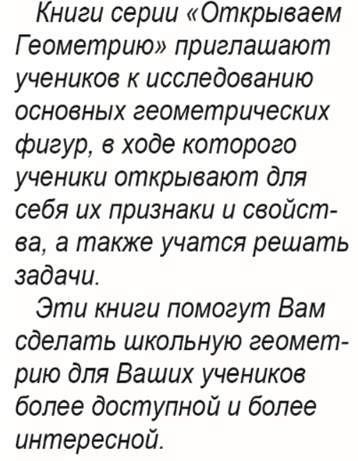 Книги серии «Открываем
Геометрию» приглашают
учеников к исследованию
основных геометрических
фигур, в ходе которого
ученики открывают для
себя их признаки и свойст-
ва, а также учатся решать
задачи.
Эти книги помогут Вам
сделать школьную геомет-
рию для Ваших учеников
более доступной и более
интересной.